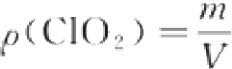 ρ(ClO₂) = m/V